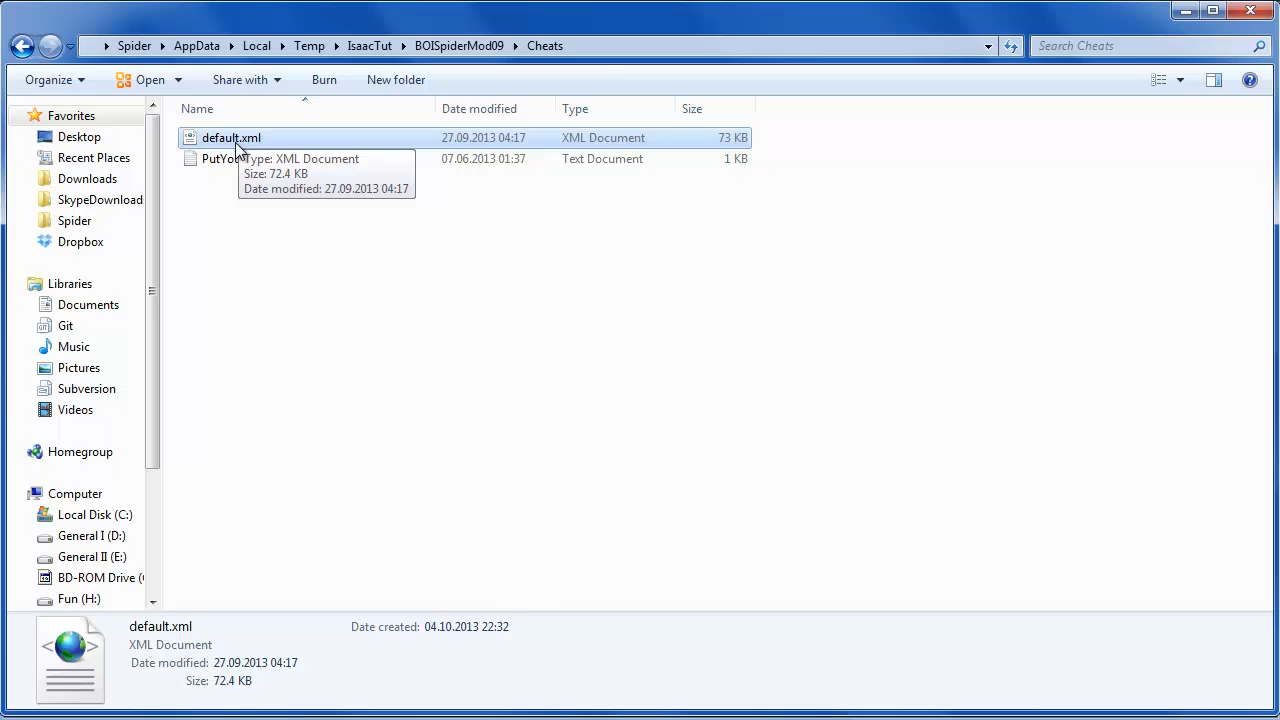 Spider AppData Local Temp IsaacTut BOISpiderMod09 Cheats
Search Cheats
Organize Open Share with Burn New folder
Name Date modified Type Size
Favorites
Desktop
Recent Places
Downloads
SkypeDownload
Spider
Dropbox
Libraries
Documents
Git
Music
Pictures
Subversion
Videos
Homegroup
Computer
Local Disk (C:)
General I (D:)
General II (E:)
BD-ROM Drive (
Fun (H:)
default.xml 27.09.2013 04:17 XML Document 73 KB
PutYo 07.06.2013 01:37 Text Document 1 KB
Type: XML Document
Size: 72.4 KB
Date modified: 27.09.2013 04:17
default.xml Date created: 04.10.2013 22:32
XML Document
Date modified: 27.09.2013 04:17
Size: 72.4 KB